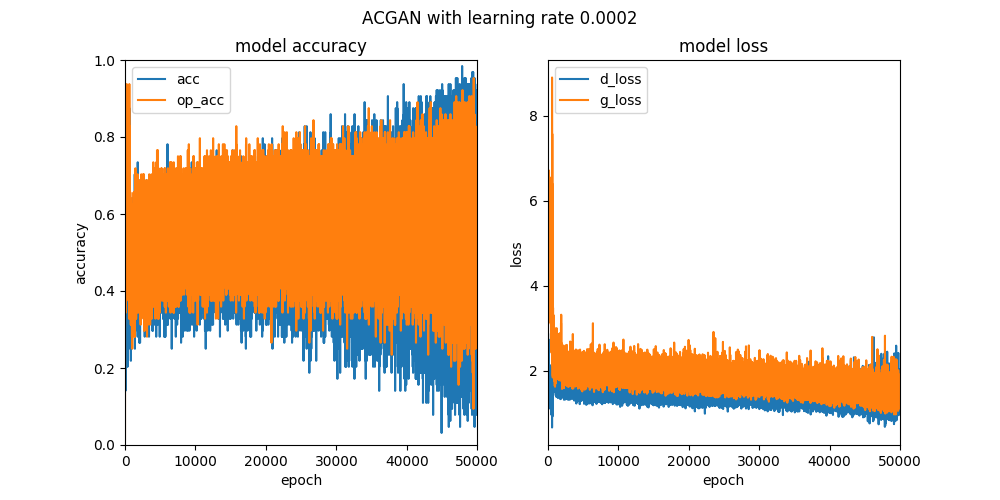 ACGAN with learning rate 0.0002
model accuracy
acc
op_acc
accuracy
1.0
0.8
0.6
0.4
0.2
0.0
0 10000 20000 30000 40000 50000
epoch
model loss
d_loss
g_loss
loss
8
6
4
2
0 10000 20000 30000 40000 50000
epoch